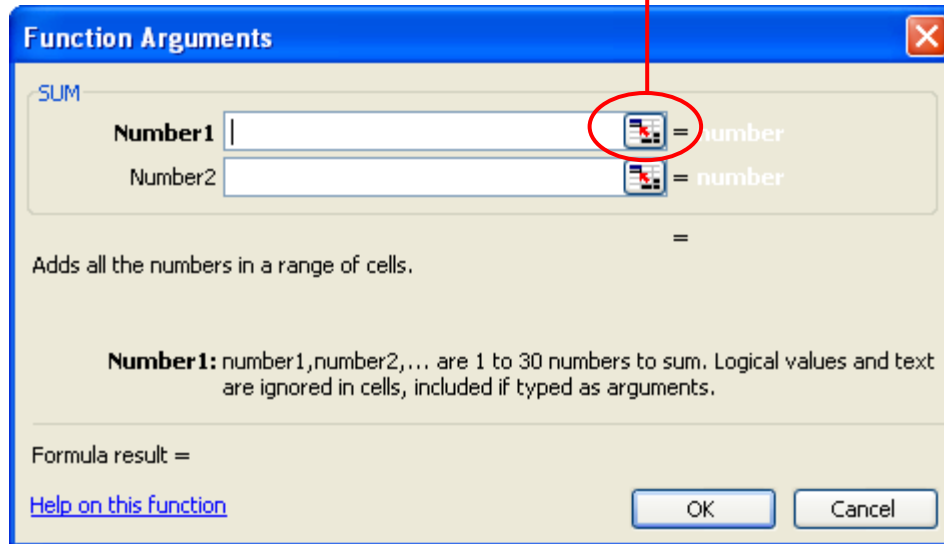 Function Arguments
SUM
Number1 = number
Number2 = number
=
Adds all the numbers in a range of cells.
Number1: number1,number2,... are 1 to 30 numbers to sum. Logical values and text
are ignored in cells, included if typed as arguments.
Formula result =
Help on this function
OK Cancel